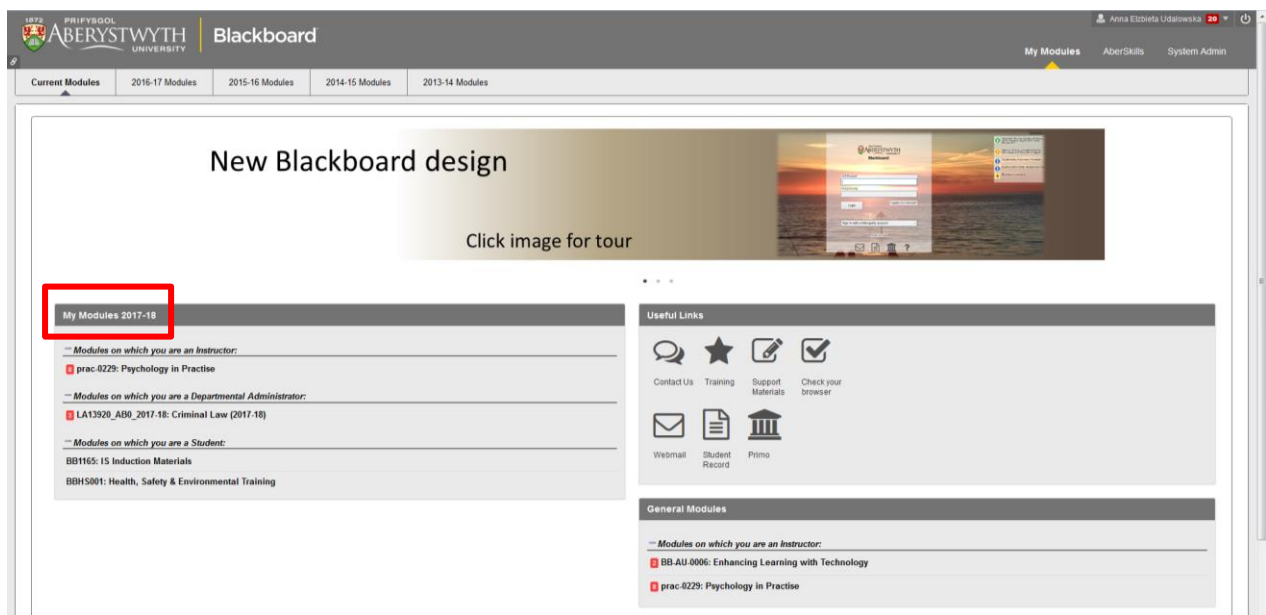 1872 PRIFYSGOL
ABERYSTWYTH
UNIVERSITY
Blackboard
Anna Elzbieta Udalowska 20
My Modules AberSkills System Admin
Current Modules 2016-17 Modules 2015-16 Modules 2014-15 Modules 2013-14 Modules
New Blackboard design
Click image for tour
ABERYSTWYTH
Blackboard
Login
My Modules 2017-18
Modules on which you are an Instructor:
prac-0229: Psychology in Practise
Modules on which you are a Departmental Administrator:
LA13920_AB0_2017-18: Criminal Law (2017-18)
Modules on which you are a Student:
BB1165: IS Induction Materials
BBHS001: Health, Safety & Environmental Training
Useful Links
Contact Us Training Support Materials Check your browser
Webmail Student Record Primo
General Modules
Modules on which you are an Instructor:
BB-AU-0006: Enhancing Learning with Technology
prac-0229: Psychology in Practise